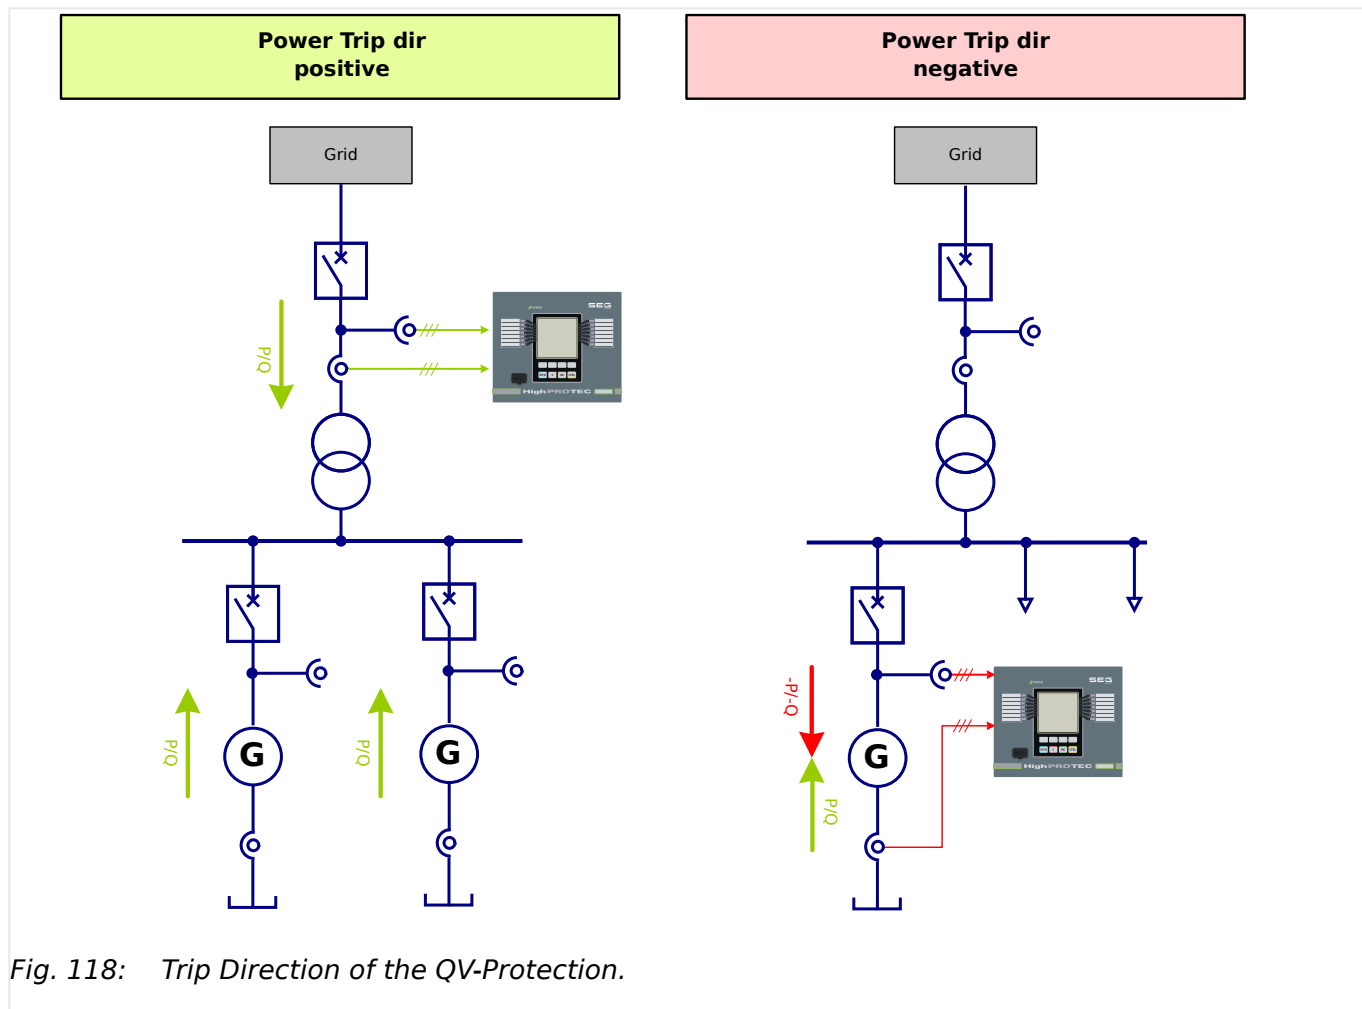 Power Trip dir
positive
Power Trip dir
negative
Grid
Grid
P/Q
SEG
HighPROTEC
P/Q
P/Q
G
G
-P/-Q
P/Q
G
SEG
HighPROTEC
Fig. 118: Trip Direction of the QV-Protection.